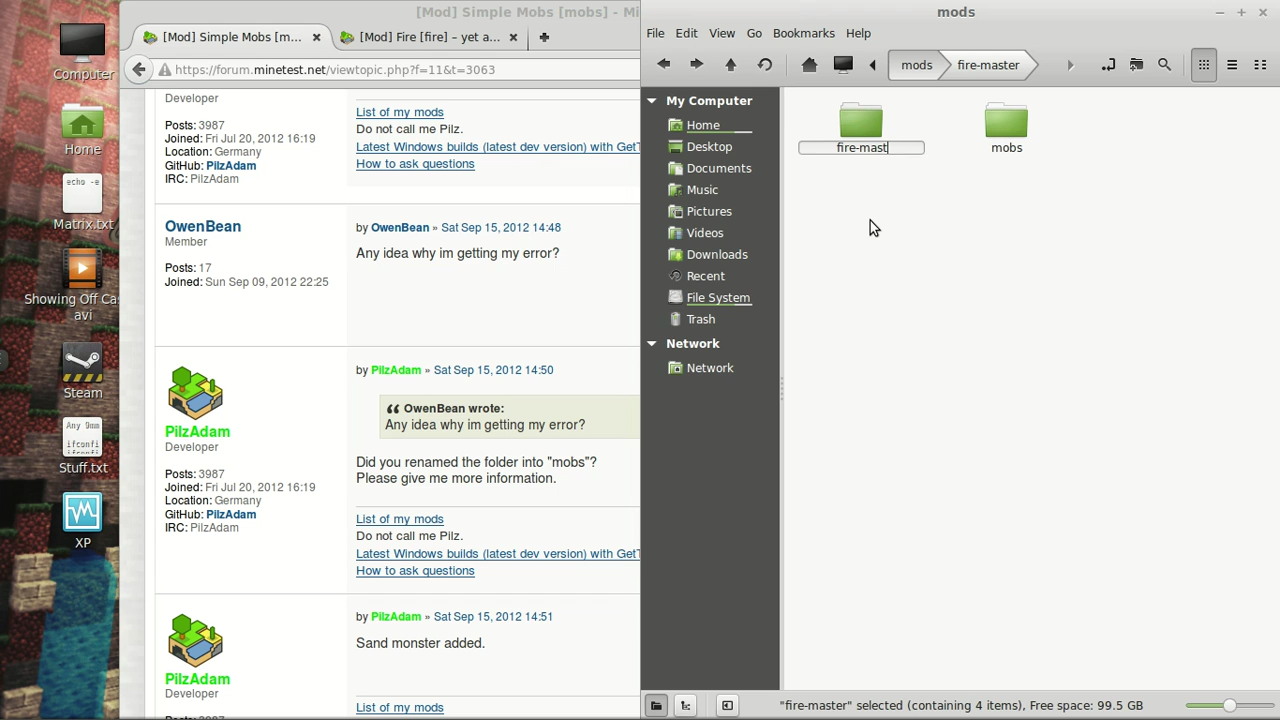 [Mod] Simple Mobs [mobs] - Mi
[Mod] Simple Mobs [m...
[Mod] Fire [fire] – yet a...
https://forum.minetest.net/viewtopic.php?f=11&t=3063
Computer
Home
echo -e
Matrix.txt
Showing Off Cas
avi
Steam
Any 9mm
ifconfi
Stuff.txt
XP
Developer
Posts: 3987
Joined: Fri Jul 20, 2012 16:19
Location: Germany
GitHub: PilzAdam
IRC: PilzAdam
List of my mods
Do not call me Pilz.
Latest Windows builds (latest dev version) with GetT
How to ask questions
OwenBean
Member
Posts: 17
Joined: Sun Sep 09, 2012 22:25
by OwenBean » Sat Sep 15, 2012 14:48
Any idea why im getting my error?
PilzAdam
Developer
Posts: 3987
Joined: Fri Jul 20, 2012 16:19
Location: Germany
GitHub: PilzAdam
IRC: PilzAdam
by PilzAdam » Sat Sep 15, 2012 14:50
OwenBean wrote:
Any idea why im getting my error?
Did you renamed the folder into "mobs"?
Please give me more information.
List of my mods
Do not call me Pilz.
Latest Windows builds (latest dev version) with GetT
How to ask questions
PilzAdam
Developer
by PilzAdam » Sat Sep 15, 2012 14:51
Sand monster added.
List of my mods
mods
File Edit View Go Bookmarks Help
mods fire-master
My Computer
Home
Desktop
Documents
Music
Pictures
Videos
Downloads
Recent
File System
Trash
Network
Network
fire-mast
mobs
"fire-master" selected (containing 4 items), Free space: 99.5 GB